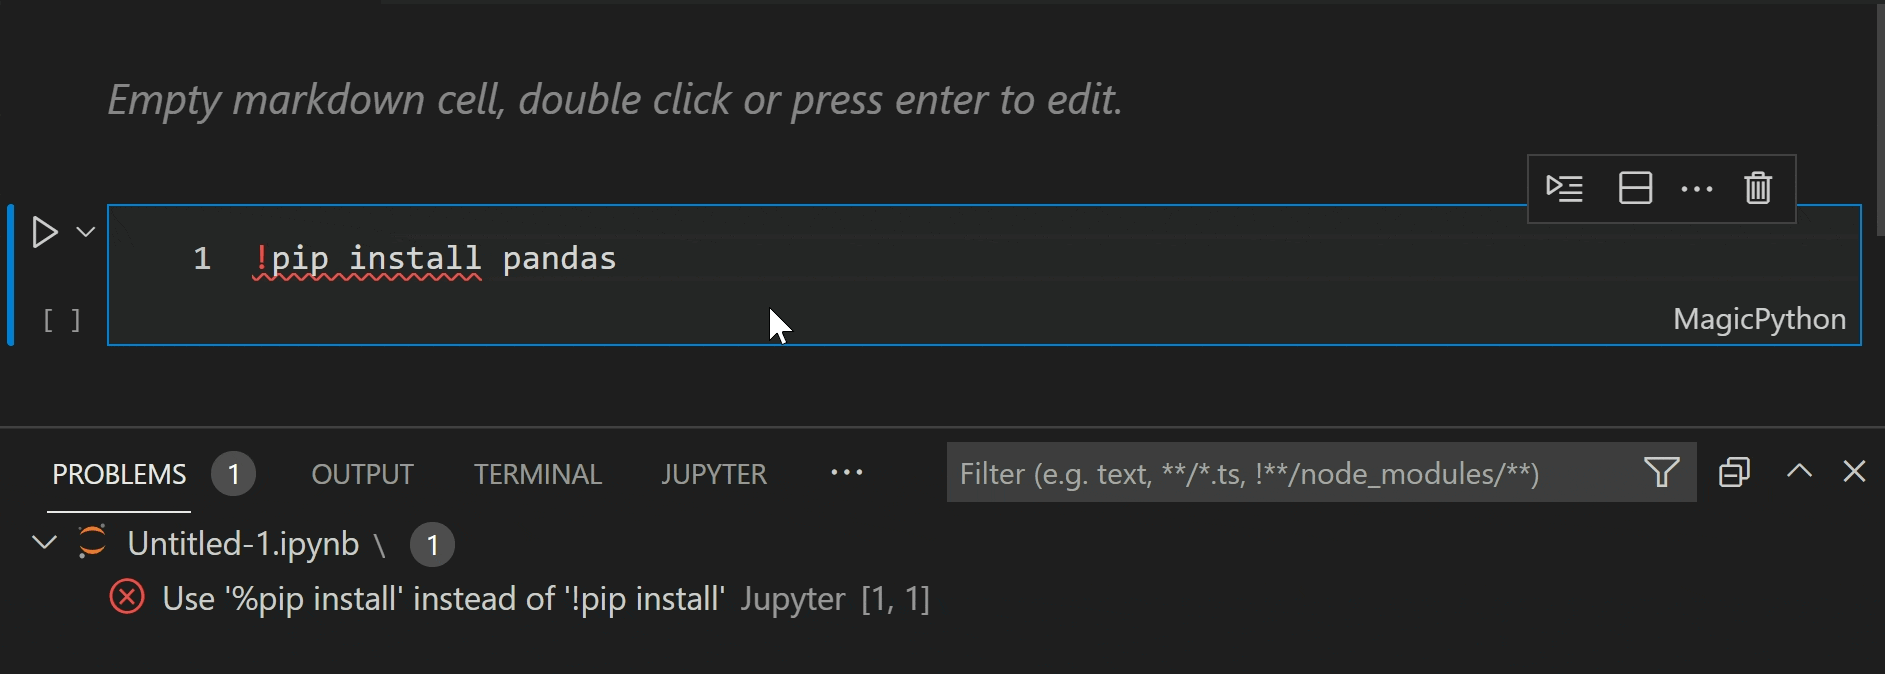 Empty markdown cell, double click or press enter to edit.
1 !pip install pandas
[ ]
MagicPython
PROBLEMS 1 OUTPUT TERMINAL JUPYTER ··· Filter (e.g. text, **/*.ts, !**/node_modules/**)
Untitled-1.ipynb \ 1
Use '%pip install' instead of '!pip install' Jupyter [1, 1]